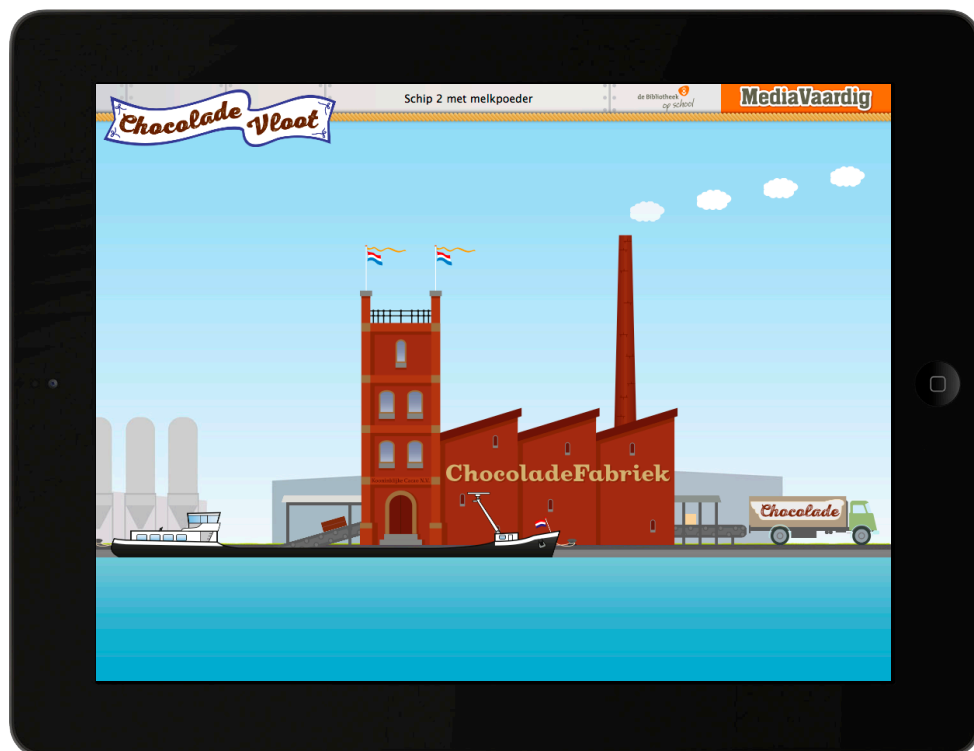 Chocolade Vloot
Schip 2 met melkpoeder
de Bibliotheek
op school
MediaVaardig
ChocoladeFabriek
Chocolade